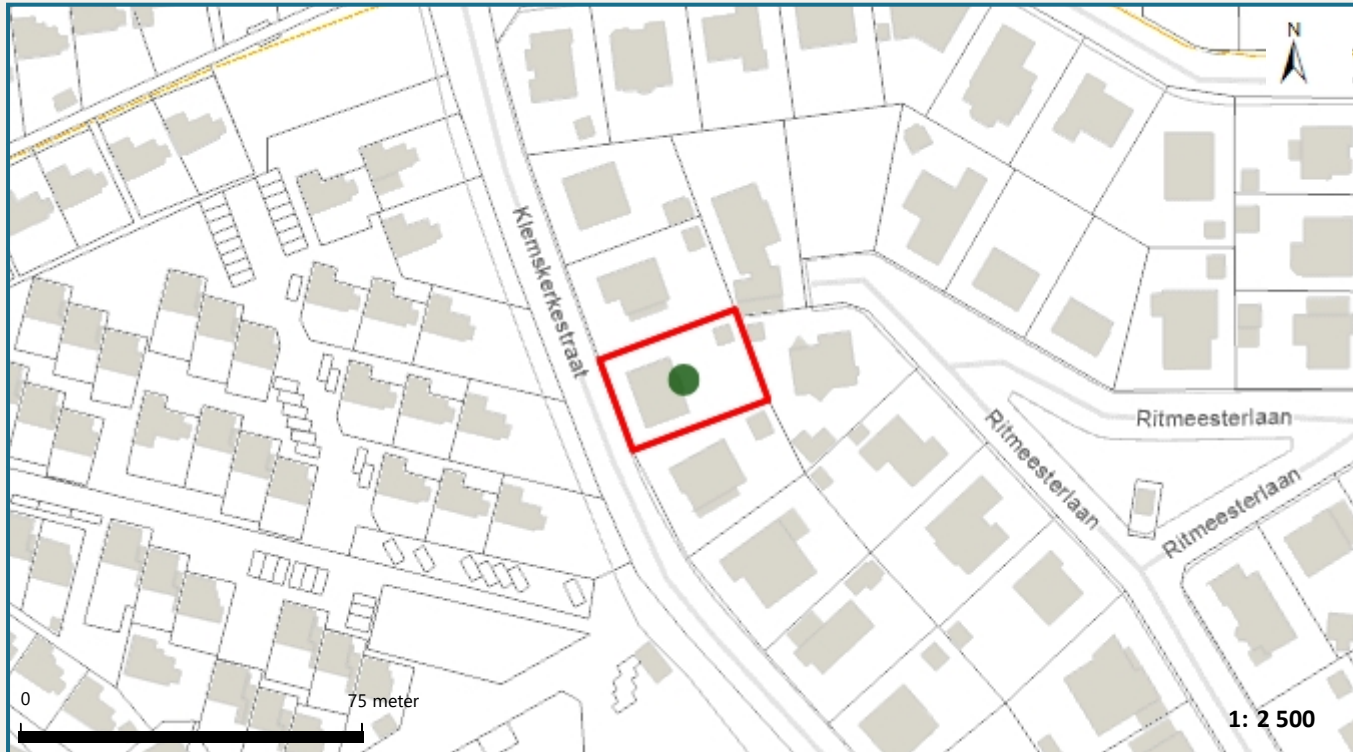 N
Klemskerkestraat
Ritmeesterlaan
Ritmeesterlaan
Ritmeesterlaan
0 75 meter
1: 2 500